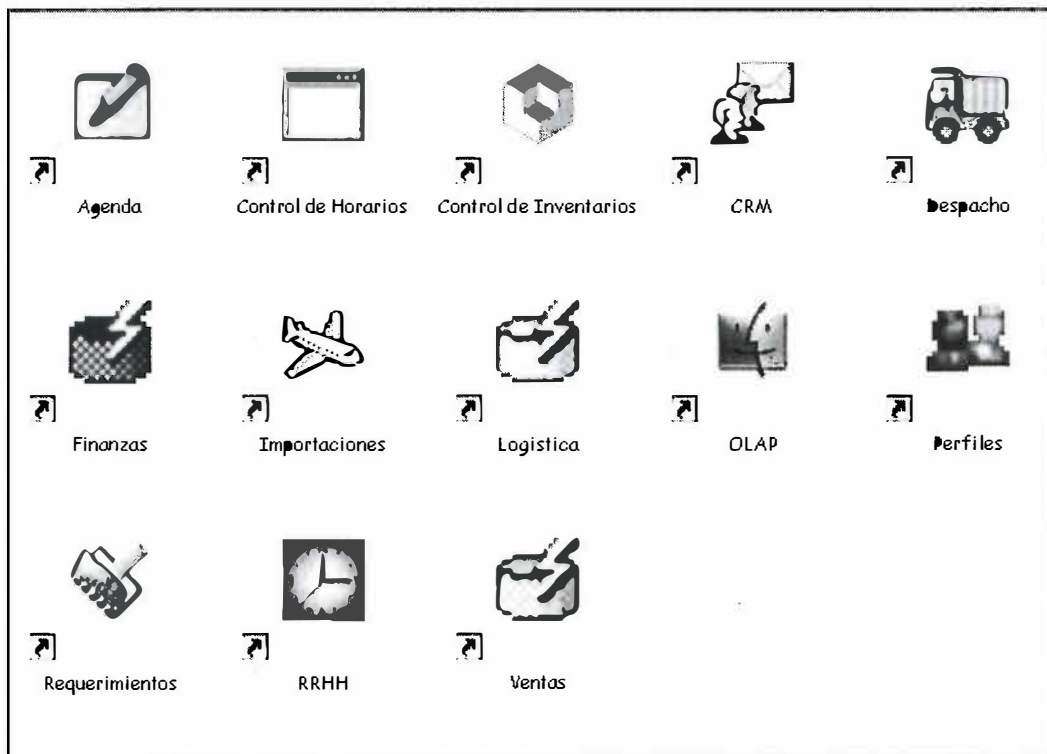 Agenda
Control de Horarios
Control de Inventarios
CRM
Despacho
Finanzas
Importaciones
Logistica
OLAP
Perfiles
Requerimientos
RRHH
Ventas